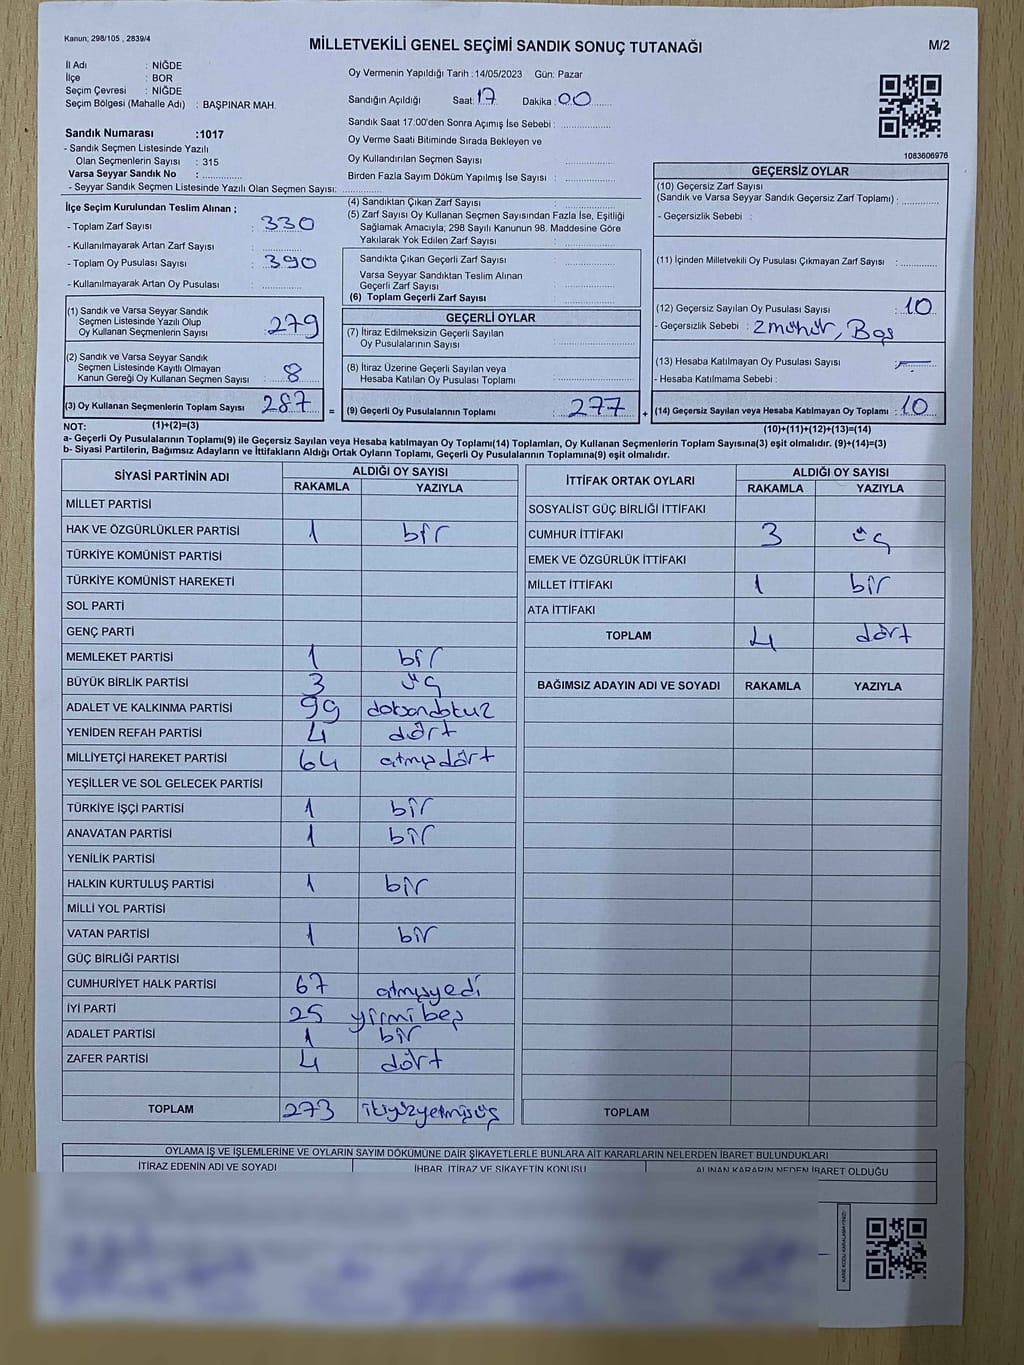 Kanun; 298/105 , 2839/4
MİLLETVEKİLİ GENEL SEÇİMİ SANDIK SONUÇ TUTANAĞI
M/2
İl Adı : NİĞDE
İlçe : BOR
Seçim Çevresi : NİĞDE
Seçim Bölgesi (Mahalle Adı) : BAŞPINAR MAH.
Sandık Numarası :1017
- Sandık Seçmen Listesinde Yazılı
Olan Seçmenlerin Sayısı : 315
Varsa Seyyar Sandık No : ............
- Seyyar Sandık Seçmen Listesinde Yazılı Olan Seçmen Sayısı: ............
Oy Vermenin Yapıldığı Tarih :14/05/2023 Gün: Pazar
Sandığın Açıldığı Saat: 17 Dakika : 00
Sandık Saat 17:00'den Sonra Açımış İse Sebebi : ............
Oy Verme Saati Bitiminde Sırada Bekleyen ve
Oy Kullandırılan Seçmen Sayısı ............
Birden Fazla Sayım Döküm Yapılmış İse Sayısı : ............
1083606976
İlçe Seçim Kurulundan Teslim Alınan ;
- Toplam Zarf Sayısı : 330
- Kullanılmayarak Artan Zarf Sayısı ............
- Toplam Oy Pusulası Sayısı : 390
- Kullanılmayarak Artan Oy Pusulası : ............
(1) Sandık ve Varsa Seyyar Sandık
Seçmen Listesinde Yazılı Olup
Oy Kullanan Seçmenlerin Sayısı : 279
(2) Sandık ve Varsa Seyyar Sandık
Seçmen Listesinde Kayıtlı Olmayan
Kanun Gereği Oy Kullanan Seçmen Sayısı : 8
(3) Oy Kullanan Seçmenlerin Toplam Sayısı : 287
(1)+(2)=(3)
(4) Sandıktan Çıkan Zarf Sayısı : ............
(5) Zarf Sayısı Oy Kullanan Seçmen Sayısından Fazla İse, Eşitliği
Sağlamak Amacıyla; 298 Sayılı Kanunun 98. Maddesine Göre
Yakılarak Yok Edilen Zarf Sayısı : ............
Sandıkta Çıkan Geçerli Zarf Sayısı : ............
Varsa Seyyar Sandıktan Teslim Alınan
Geçerli Zarf Sayısı : ............
(6) Toplam Geçerli Zarf Sayısı : ............
GEÇERLİ OYLAR
(7) İtiraz Edilmeksizin Geçerli Sayılan
Oy Pusulalarının Sayısı : ............
(8) İtiraz Üzerine Geçerli Sayılan veya
Hesaba Katılan Oy Pusulası Toplamı : ............
= (9) Geçerli Oy Pusulalarının Toplamı : 277
GEÇERSİZ OYLAR
(10) Geçersiz Zarf Sayısı
(Sandık ve Varsa Seyyar Sandık Geçersiz Zarf Toplamı) : ............
- Geçersizlik Sebebi :
(11) İçinden Milletvekili Oy Pusulası Çıkmayan Zarf Sayısı : ............
(12) Geçersiz Sayılan Oy Pusulası Sayısı : 10
- Geçersizlik Sebebi : 2 mühür, Boş
(13) Hesaba Katılmayan Oy Pusulası Sayısı : —
- Hesaba Katılmama Sebebi :
+ (14) Geçersiz Sayılan veya Hesaba Katılmayan Oy Toplamı : 10
(10)+(11)+(12)+(13)=(14)
NOT:
a- Geçerli Oy Pusulalarının Toplamı(9) ile Geçersiz Sayılan veya Hesaba katılmayan Oy Toplamı(14) Toplamları, Oy Kullanan Seçmenlerin Toplam Sayısına(3) eşit olmalıdır. (9)+(14)=(3)
b- Siyasi Partilerin, Bağımsız Adayların ve İttifakların Aldığı Ortak Oyların Toplamı, Geçerli Oy Pusulalarının Toplamına(9) eşit olmalıdır.
SİYASİ PARTİNİN ADI ALDIĞI OY SAYISI
RAKAMLA YAZIYLA
MİLLET PARTİSİ
HAK VE ÖZGÜRLÜKLER PARTİSİ 1 bir
TÜRKİYE KOMÜNİST PARTİSİ
TÜRKİYE KOMÜNİST HAREKETİ
SOL PARTİ
GENÇ PARTİ
MEMLEKET PARTİSİ 1 bir
BÜYÜK BİRLİK PARTİSİ 3 üç
ADALET VE KALKINMA PARTİSİ 99 doksandokuz
YENİDEN REFAH PARTİSİ 4 dört
MİLLİYETÇİ HAREKET PARTİSİ 64 atmışdört
YEŞİLLER VE SOL GELECEK PARTİSİ
TÜRKİYE İŞÇİ PARTİSİ 1 bir
ANAVATAN PARTİSİ 1 bir
YENİLİK PARTİSİ
HALKIN KURTULUŞ PARTİSİ 1 bir
MİLLİ YOL PARTİSİ
VATAN PARTİSİ 1 bir
GÜÇ BİRLİĞİ PARTİSİ
CUMHURİYET HALK PARTİSİ 67 atmışyedi
İYİ PARTİ 25 yirmibeş
ADALET PARTİSİ 1 bir
ZAFER PARTİSİ 4 dört
TOPLAM 273 ikiyüzyetmişüç
İTTİFAK ORTAK OYLARI ALDIĞI OY SAYISI
RAKAMLA YAZIYLA
SOSYALİST GÜÇ BİRLİĞİ İTTİFAKI
CUMHUR İTTİFAKI 3 üç
EMEK VE ÖZGÜRLÜK İTTİFAKI
MİLLET İTTİFAKI 1 bir
ATA İTTİFAKI
TOPLAM 4 dört
BAĞIMSIZ ADAYIN ADI VE SOYADI RAKAMLA YAZIYLA
TOPLAM
OYLAMA İŞ VE İŞLEMLERİNE VE OYLARIN SAYIM DÖKÜMÜNE DAİR ŞİKAYETLERLE BUNLARA AİT KARARLARIN NELERDEN İBARET BULUNDUKLARI
İTİRAZ EDENİN ADI VE SOYADI İHBAR, İTİRAZ VE ŞİKAYETİN KONUSU ALINAN KARARIN NEDEN İBARET OLDUĞU
KARE KODU KARALAMAYINIZ!